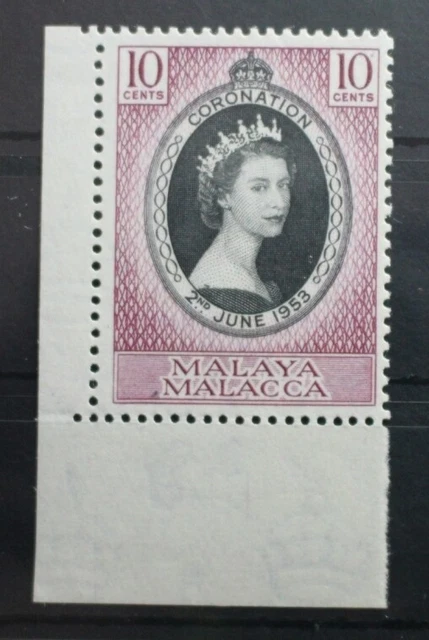 10 10
CENTS CENTS
CORONATION
2ND JUNE 1953
MALAYA
MALACCA